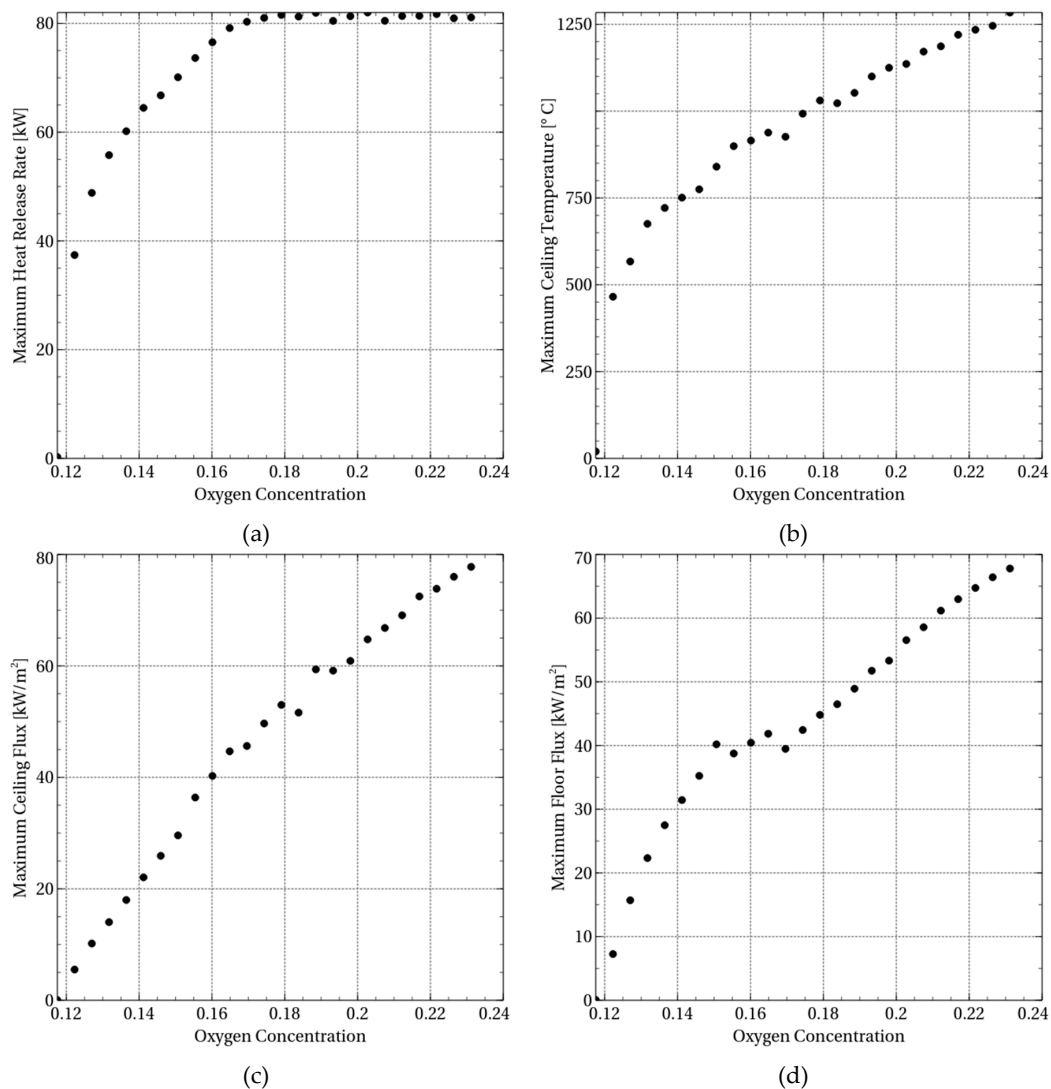 80
60
40
20
0
Maximum Heat Release Rate [kW]
0.12 0.14 0.16 0.18 0.2 0.22 0.24
Oxygen Concentration
(a)
1250
750
500
250
0
Maximum Ceiling Temperature [° C]
0.12 0.14 0.16 0.18 0.2 0.22 0.24
Oxygen Concentration
(b)
80
60
40
20
0
Maximum Ceiling Flux [kW/m²]
0.12 0.14 0.16 0.18 0.2 0.22 0.24
Oxygen Concentration
(c)
70
60
50
40
30
20
10
0
Maximum Floor Flux [kW/m²]
0.12 0.14 0.16 0.18 0.2 0.22 0.24
Oxygen Concentration
(d)